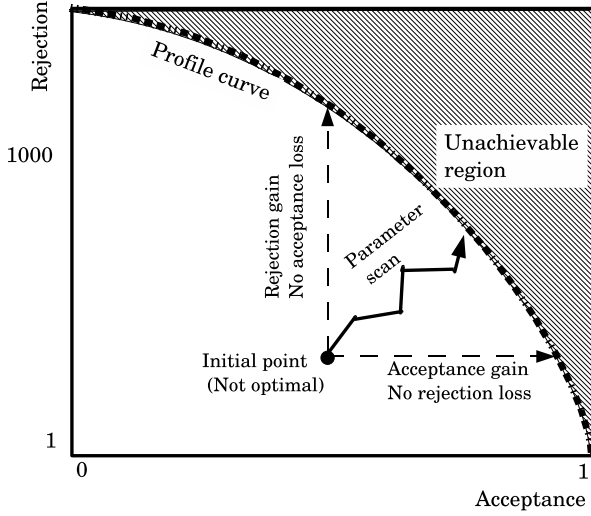 Rejection
Profile curve
1000
Unachievable
region
Rejection gain
No acceptance loss
Parameter
scan
Initial point
(Not optimal)
Acceptance gain
No rejection loss
1
0
1
Acceptance